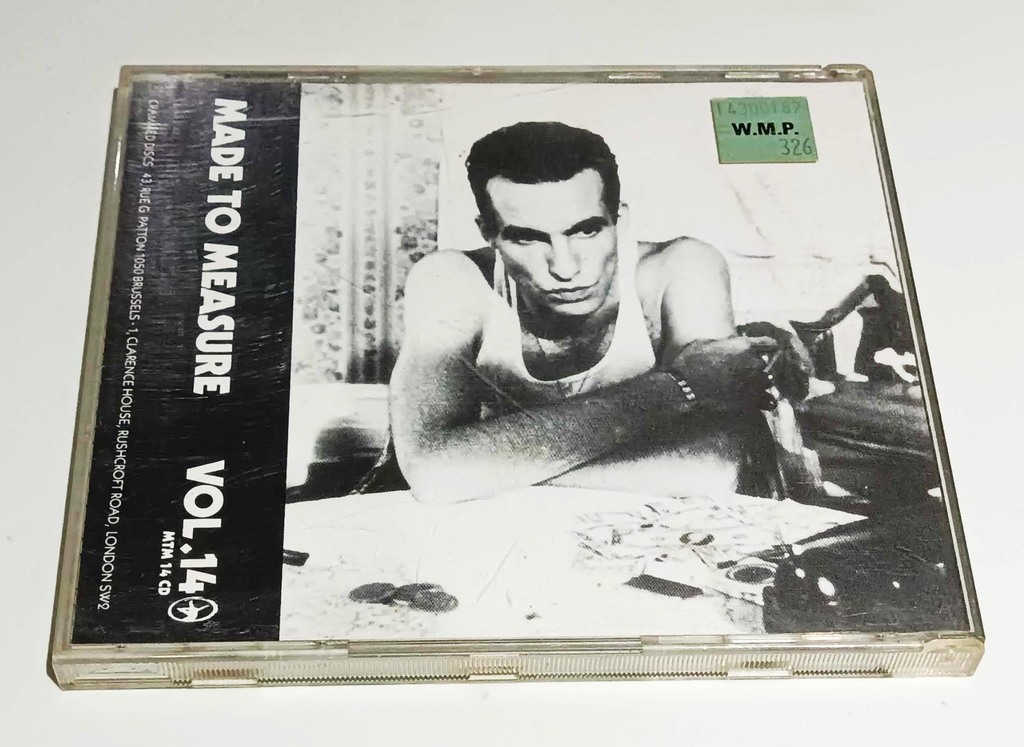 MADE TO MEASURE VOL.14
MTM 14 CD
CRAMMED DISCS 43, RUE G. PATTON 1050 BRUSSELS - 1, CLARENCE HOUSE, RUSHCROFT ROAD, LONDON SW2
14300187
W.M.P.
326